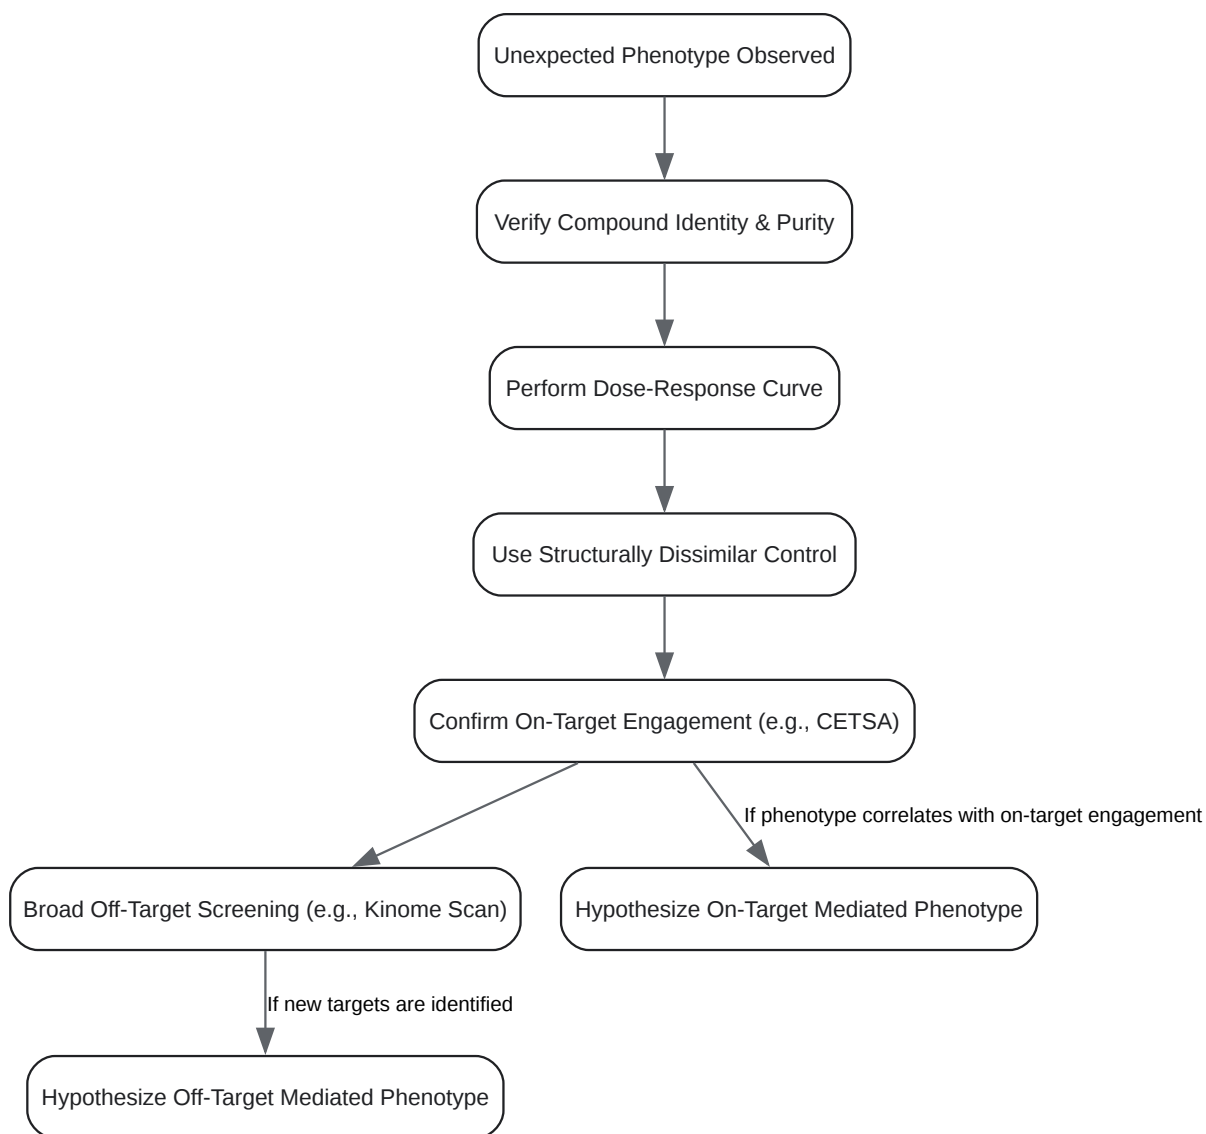 Unexpected Phenotype Observed
Verify Compound Identity & Purity
Perform Dose-Response Curve
Use Structurally Dissimilar Control
Confirm On-Target Engagement (e.g., CETSA)
If phenotype correlates with on-target engagement
Broad Off-Target Screening (e.g., Kinome Scan)
Hypothesize On-Target Mediated Phenotype
If new targets are identified
Hypothesize Off-Target Mediated Phenotype